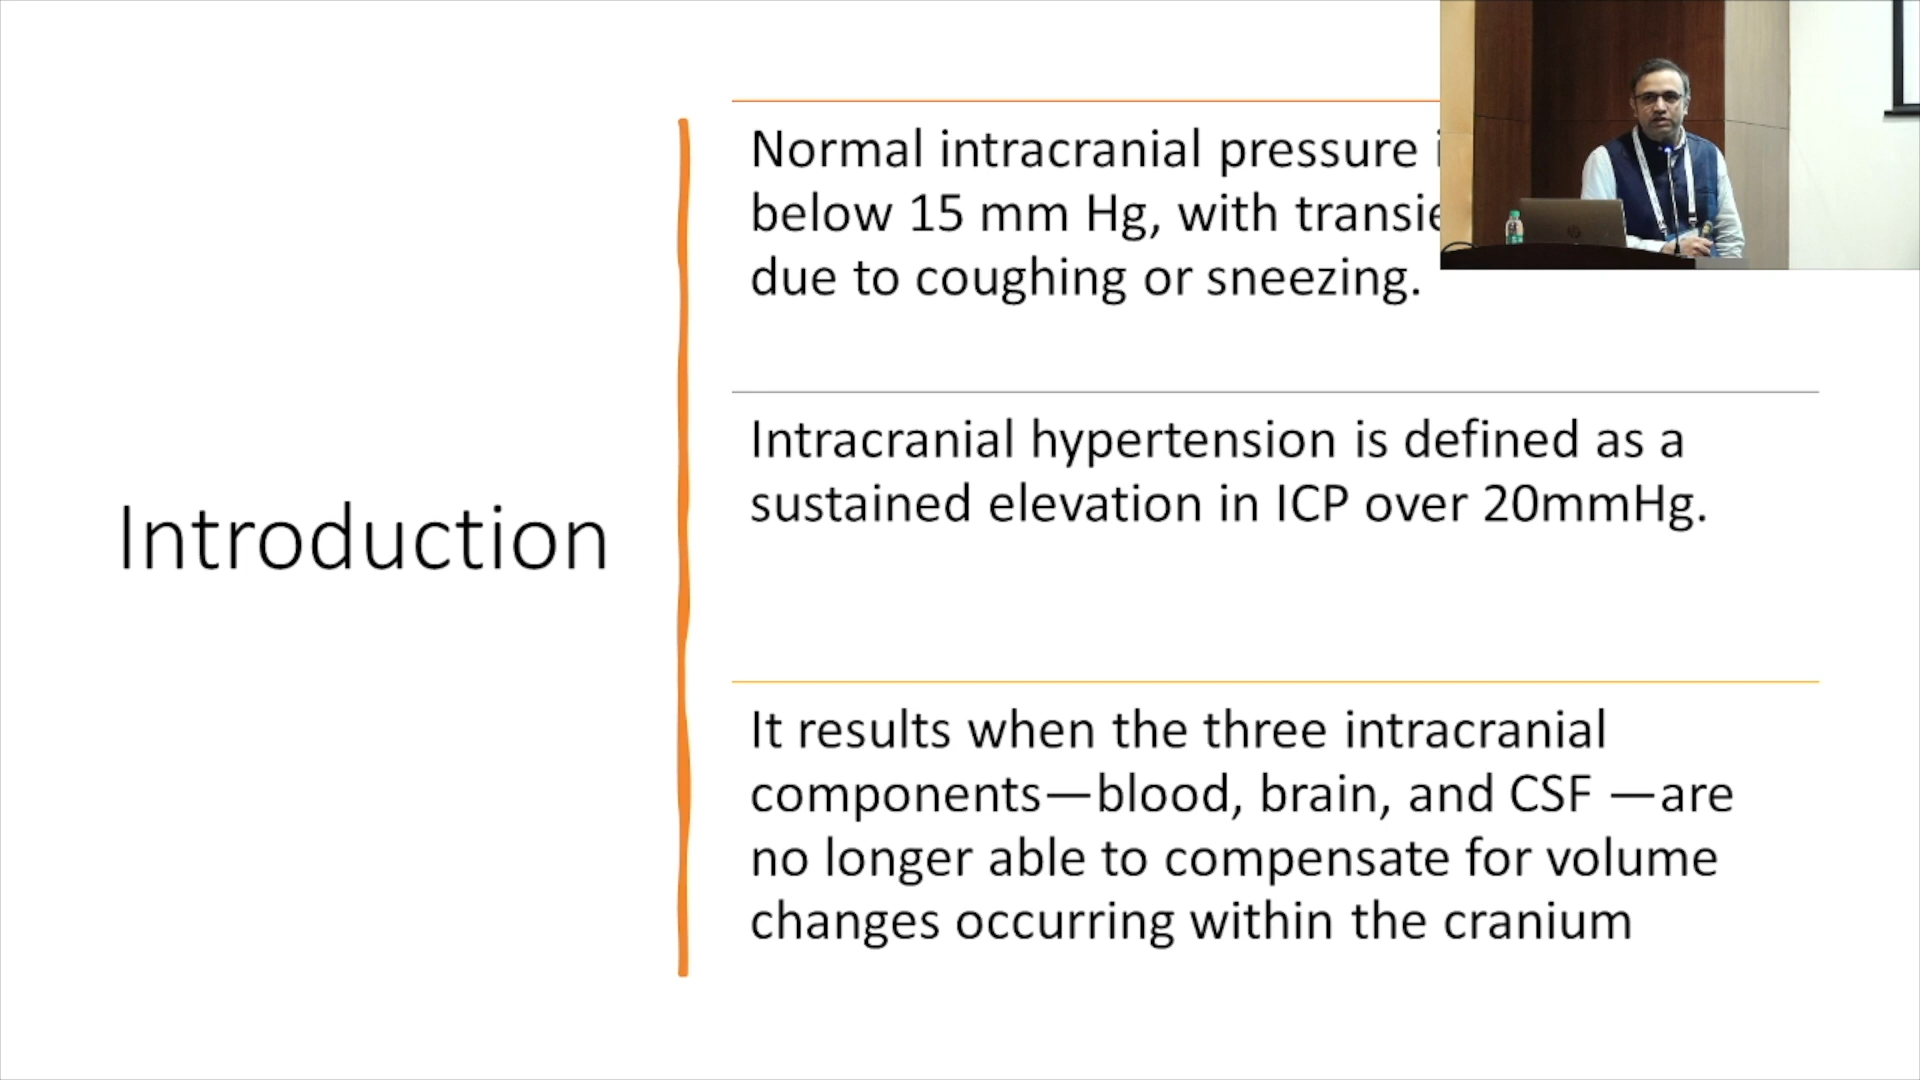 Introduction
Normal intracranial pressure
below 15 mm Hg, with
due to coughing or sneezing.
Intracranial hypertension is defined as a
sustained elevation in ICP over 20mmHg.
It results when the three intracranial
components—blood, brain, and CSF —are
no longer able to compensate for volume
changes occurring within the cranium